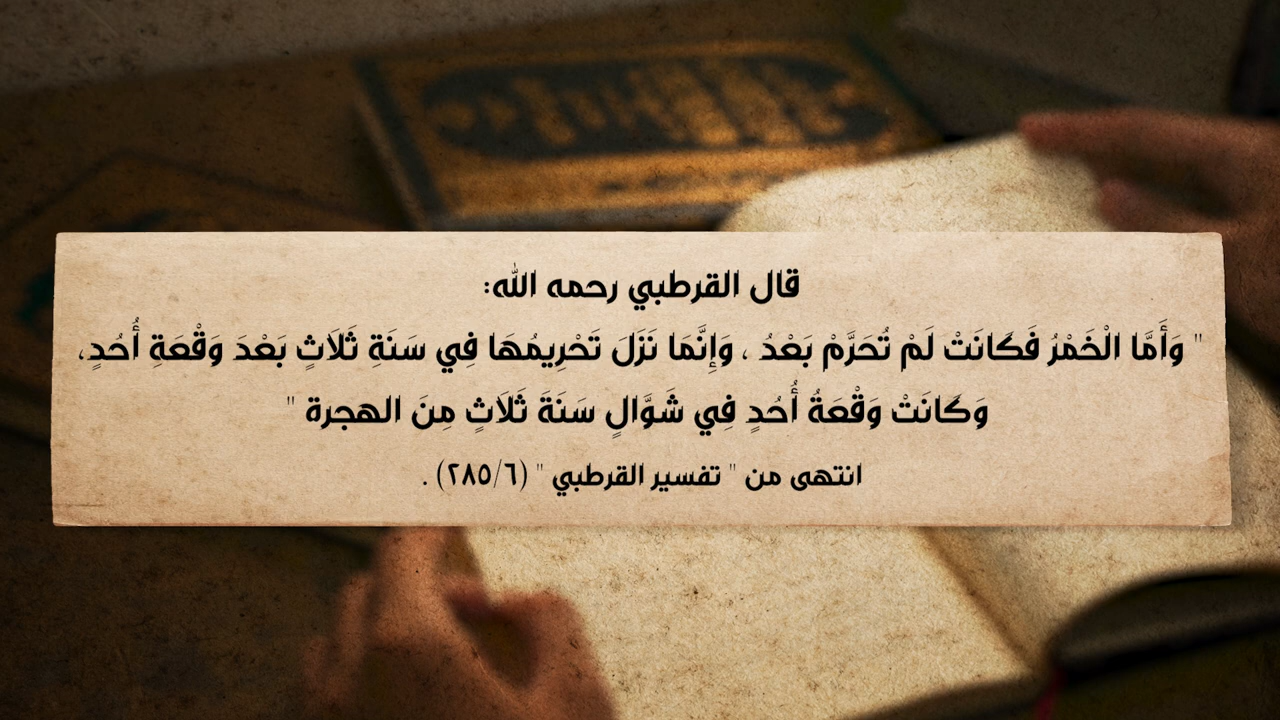 قال القرطبي رحمه الله:
" وَأَمَّا الْخَمْرُ فَكَانَتْ لَمْ تُحَرَّمْ بَعْدُ ، وَإِنَّمَا نَزَلَ تَحْرِيمُهَا فِي سَنَةِ ثَلَاثٍ بَعْدَ وَقْعَةِ أُحُدٍ،
وَكَانَتْ وَقْعَةُ أُحُدٍ فِي شَوَّالٍ سَنَةَ ثَلَاثٍ مِنَ الهجرة "
انتهى من " تفسير القرطبي " (٢٨٥/٦) .